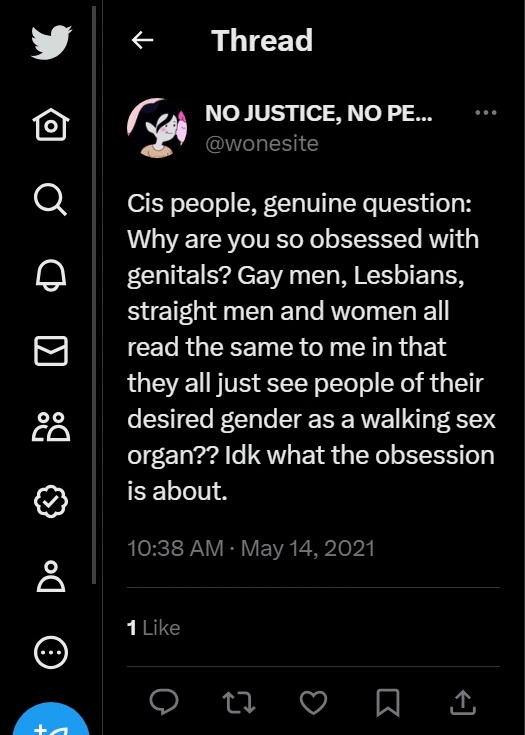 Thread
NO JUSTICE, NO PE...
@wonesite
Cis people, genuine question:
Why are you so obsessed with
genitals? Gay men, Lesbians,
straight men and women all
read the same to me in that
they all just see people of their
desired gender as a walking sex
organ?? Idk what the obsession
is about.
10:38 AM · May 14, 2021
1 Like